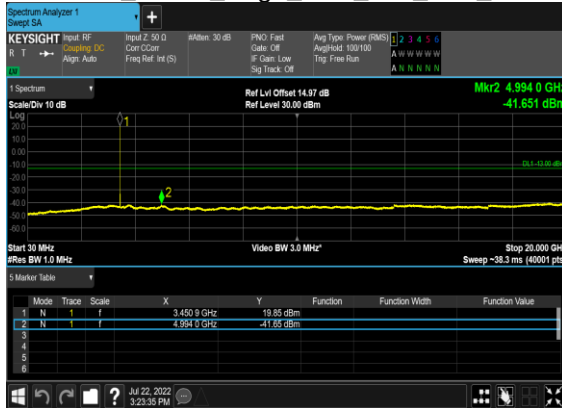 Spectrum Analyzer 1
Swept SA
+
KEYSIGHT Input: RF Input Z: 50 Ω #Atten: 30 dB PNO: Fast Avg Type: Power (RMS) 1 2 3 4 5 6
R T Coupling: DC Corr CCorr Gate: Off Avg|Hold: 100/100 A W W W W W
Align: Auto Freq Ref: Int (S) IF Gain: Low Trig: Free Run
Sig Track: Off A N N N N N
1 Spectrum Ref Lvl Offset 14.97 dB Mkr2 4.994 0 GHz
Scale/Div 10 dB Ref Level 30.00 dBm -41.651 dBm
Log
20.0
10.0
0.00
-10.0
-20.0
-30.0
-40.0
-50.0
-60.0
1
2
DL1 -13.00 dBm
Start 30 MHz Video BW 3.0 MHz* Stop 20.000 GHz
#Res BW 1.0 MHz Sweep ~38.3 ms (40001 pts)
5 Marker Table
Mode Trace Scale X Y Function Function Width Function Value
1 N 1 f 3.450 9 GHz 19.85 dBm
2 N 1 f 4.994 0 GHz -41.65 dBm
3
4
5
6
? Jul 22, 2022
3:23:35 PM